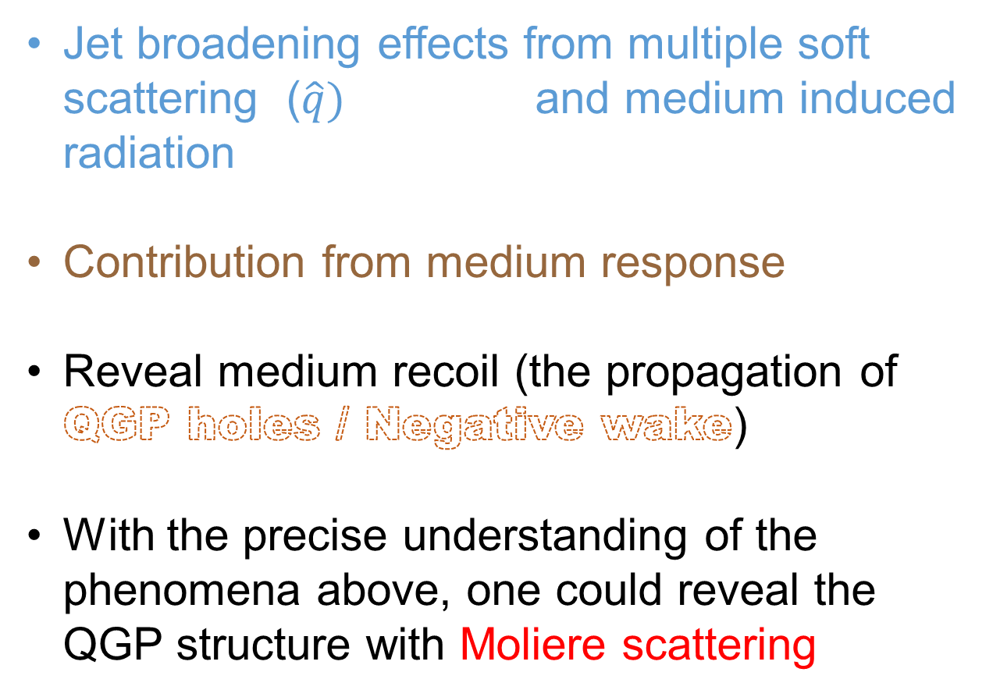 • Jet broadening effects from multiple soft
scattering (q̂) and medium induced
radiation
• Contribution from medium response
• Reveal medium recoil (the propagation of
QGP holes / Negative wake)
• With the precise understanding of the
phenomena above, one could reveal the
QGP structure with Moliere scattering